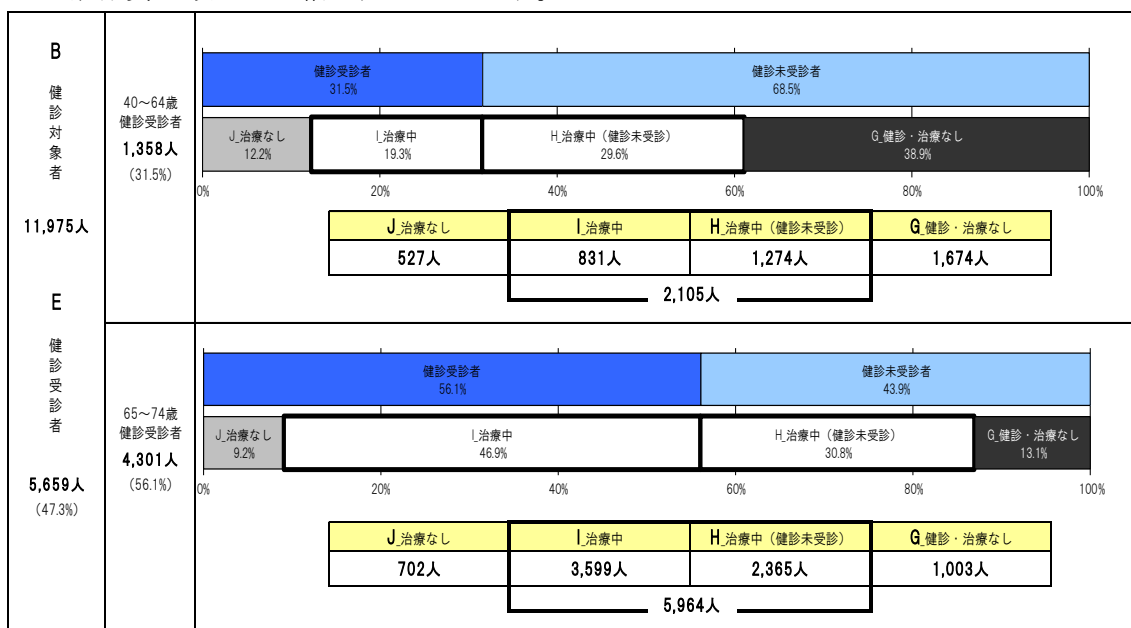 B
健
診
対
象
者
11,975人
E
健
診
受
診
者
5,659人
(47.3%)
40～64歳
健診受診者
1,358人
(31.5%)
健診受診者
31.5%
健診未受診者
68.5%
J_治療なし
12.2%
I_治療中
19.3%
H_治療中（健診未受診）
29.6%
G_健診・治療なし
38.9%
0% 20% 40% 60% 80% 100%
J_治療なし I_治療中 H_治療中（健診未受診） G_健診・治療なし
527人 831人 1,274人 1,674人
2,105人
65～74歳
健診受診者
4,301人
(56.1%)
健診受診者
56.1%
健診未受診者
43.9%
J_治療なし
9.2%
I_治療中
46.9%
H_治療中（健診未受診）
30.8%
G_健診・治療なし
13.1%
0% 20% 40% 60% 80% 100%
J_治療なし I_治療中 H_治療中（健診未受診） G_健診・治療なし
702人 3,599人 2,365人 1,003人
5,964人